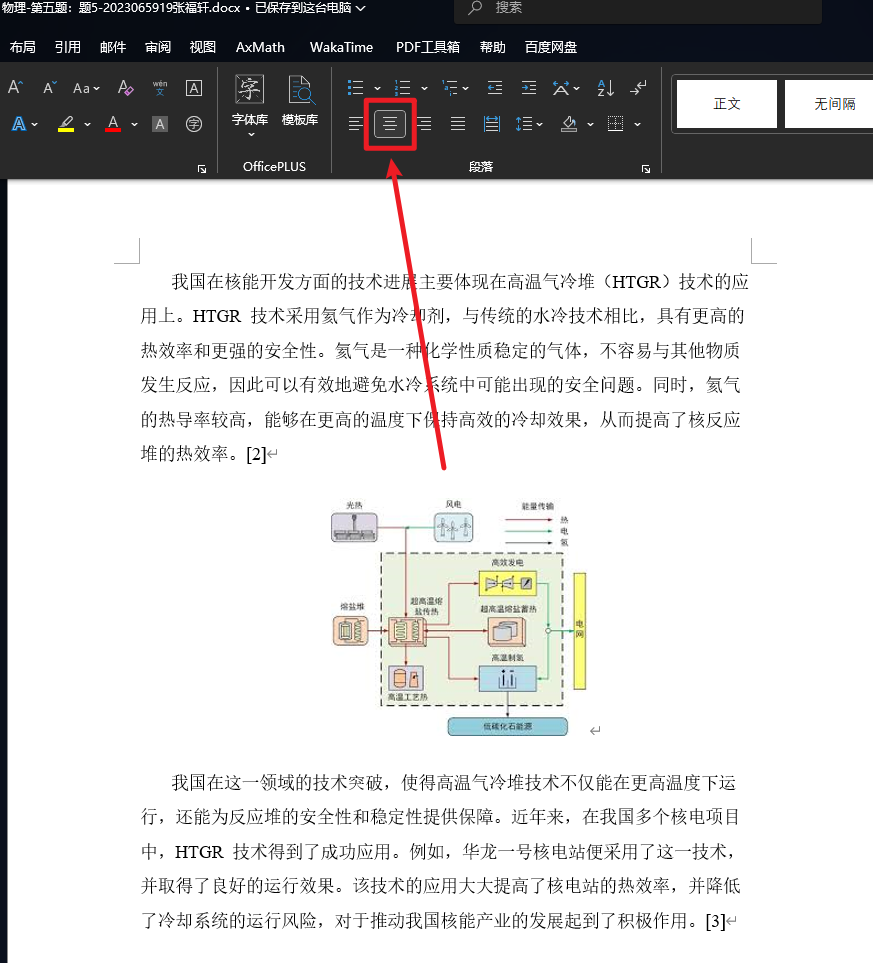 物理-第五题：题5-2023065919张福轩.docx • 已保存到这台电脑
搜索
布局 引用 邮件 审阅 视图 AxMath WakaTime PDF工具箱 帮助 百度网盘
A A Aa A wén 文 A
字 字体库 模板库
A A A 字
OfficePLUS
段落
正文 无间隔
我国在核能开发方面的技术进展主要体现在高温气冷堆（HTGR）技术的应
用上。HTGR 技术采用氦气作为冷却剂，与传统的水冷技术相比，具有更高的
热效率和更强的安全性。氦气是一种化学性质稳定的气体，不容易与其他物质
发生反应，因此可以有效地避免水冷系统中可能出现的安全问题。同时，氦气
的热导率较高，能够在更高的温度下保持高效的冷却效果，从而提高了核反应
堆的热效率。[2]
光热
风电
能量传输
热
电
氢
高效发电
熔盐堆
超高温熔
盐传热
超高温熔盐蓄热
电网
高温制氢
高温工艺热
低碳化石能源
我国在这一领域的技术突破，使得高温气冷堆技术不仅能在更高温度下运
行，还能为反应堆的安全性和稳定性提供保障。近年来，在我国多个核电项目
中，HTGR 技术得到了成功应用。例如，华龙一号核电站便采用了这一技术，
并取得了良好的运行效果。该技术的应用大大提高了核电站的热效率，并降低
了冷却系统的运行风险，对于推动我国核能产业的发展起到了积极作用。[3]